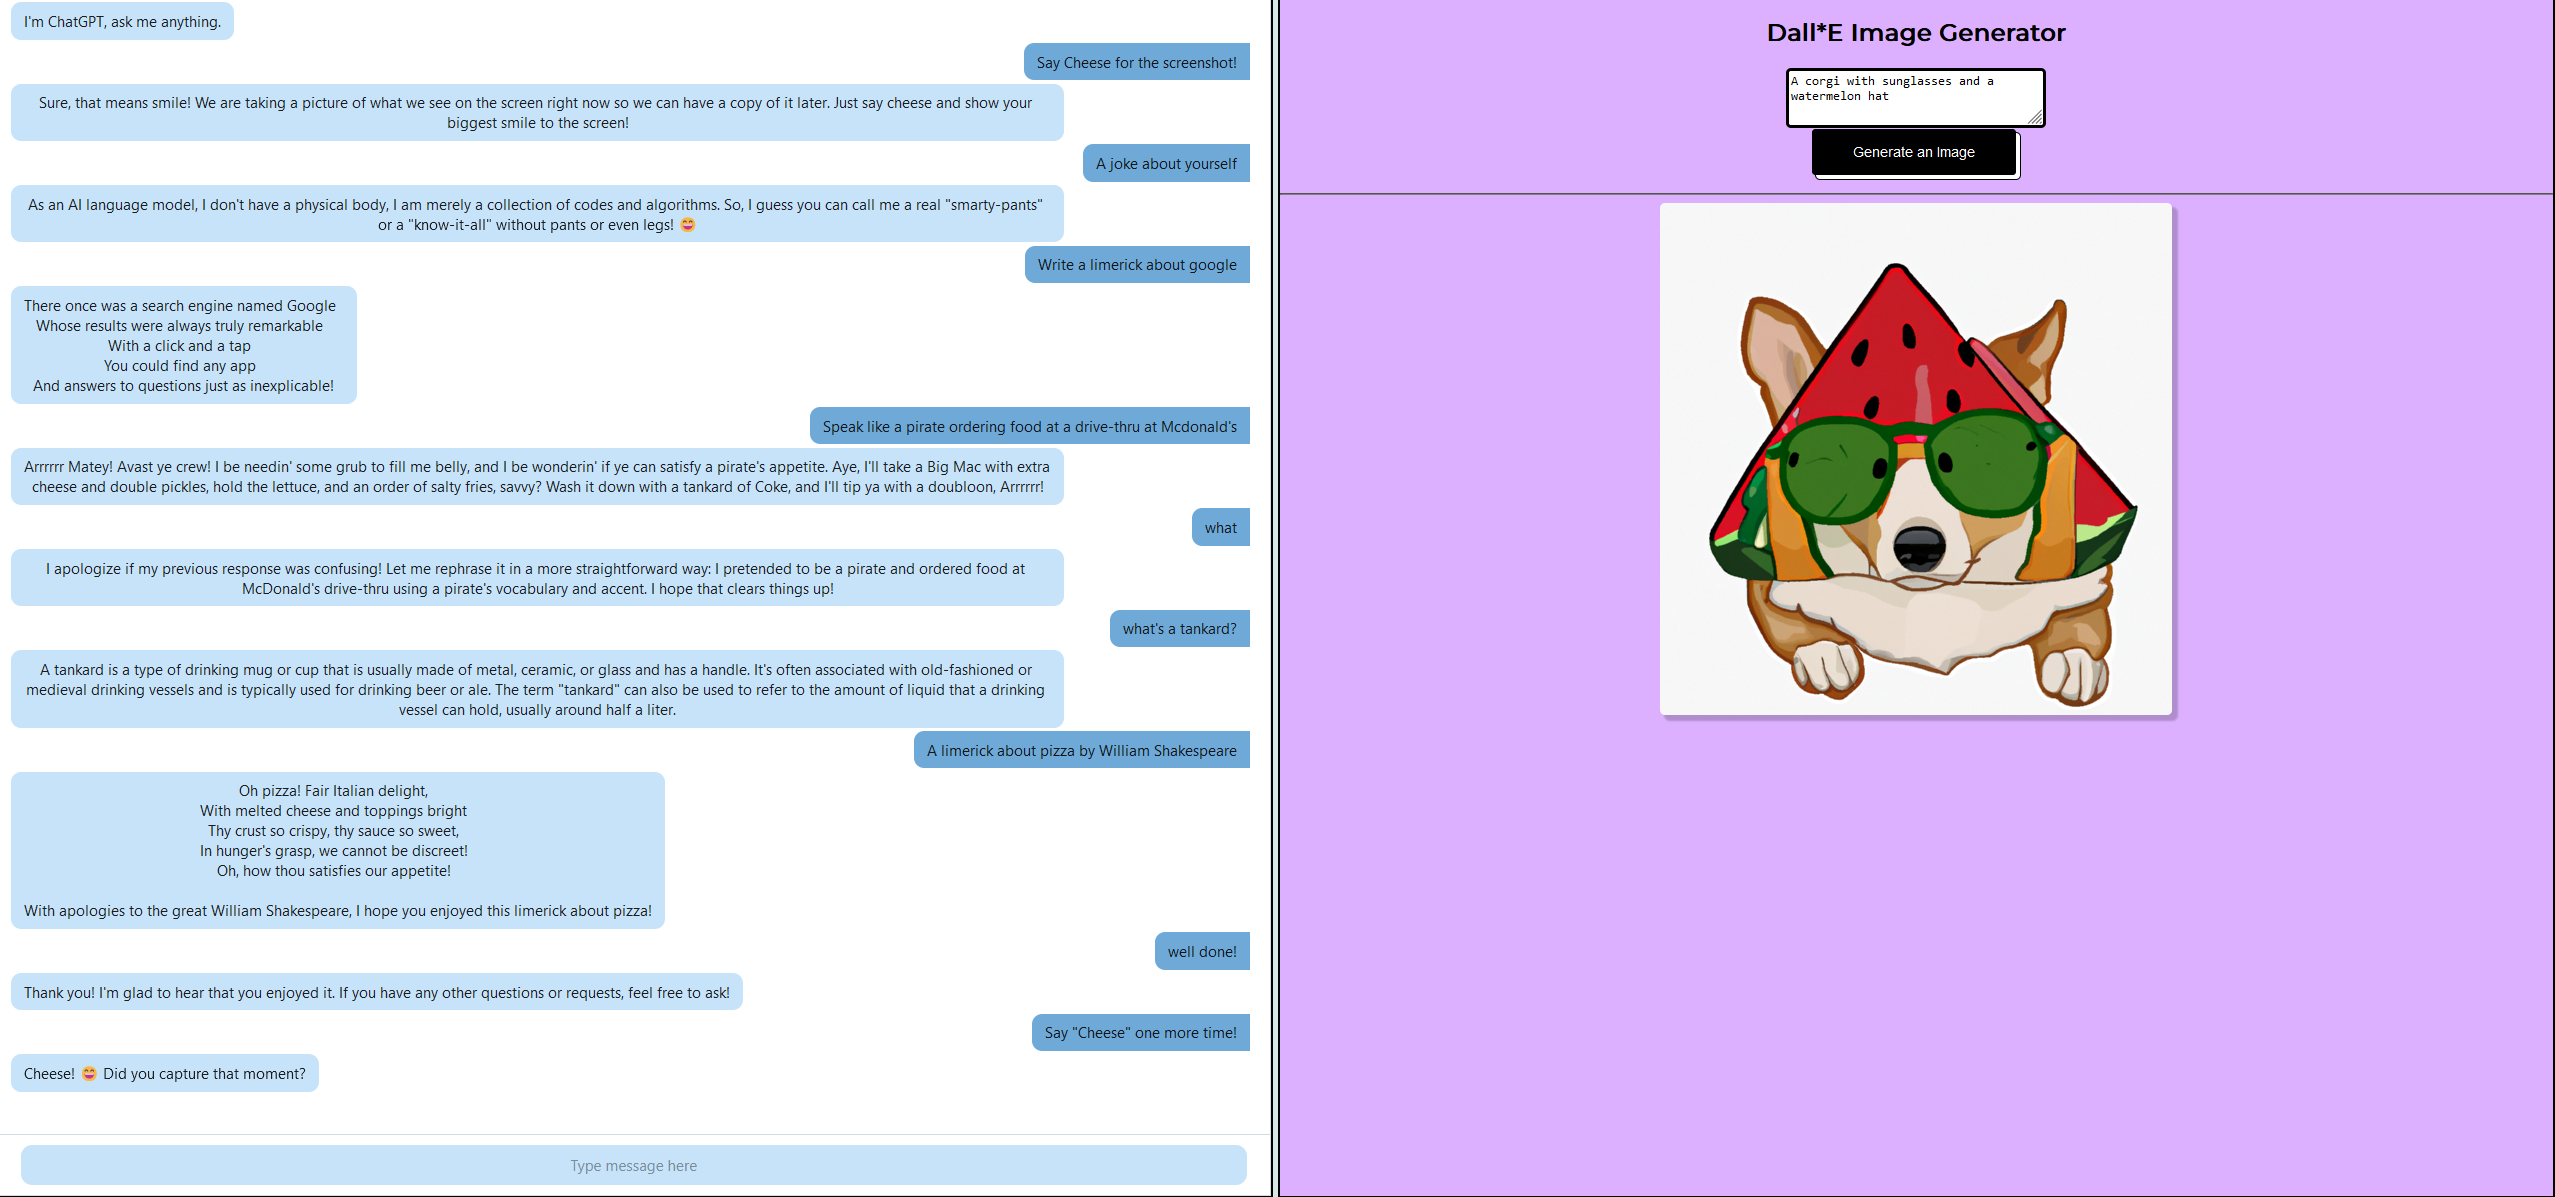 I'm ChatGPT, ask me anything.
Say Cheese for the screenshot!
Sure, that means smile! We are taking a picture of what we see on the screen right now so we can have a copy of it later. Just say cheese and show your
biggest smile to the screen!
A joke about yourself
As an AI language model, I don't have a physical body, I am merely a collection of codes and algorithms. So, I guess you can call me a real "smarty-pants"
or a "know-it-all" without pants or even legs! 😄
Write a limerick about google
There once was a search engine named Google
Whose results were always truly remarkable
With a click and a tap
You could find any app
And answers to questions just as inexplicable!
Speak like a pirate ordering food at a drive-thru at Mcdonald's
Arrrrrr Matey! Avast ye crew! I be needin' some grub to fill me belly, and I be wonderin' if ye can satisfy a pirate's appetite. Aye, I'll take a Big Mac with extra
cheese and double pickles, hold the lettuce, and an order of salty fries, savvy? Wash it down with a tankard of Coke, and I'll tip ya with a doubloon, Arrrrrr!
what
I apologize if my previous response was confusing! Let me rephrase it in a more straightforward way: I pretended to be a pirate and ordered food at
McDonald's drive-thru using a pirate's vocabulary and accent. I hope that clears things up!
what's a tankard?
A tankard is a type of drinking mug or cup that is usually made of metal, ceramic, or glass and has a handle. It's often associated with old-fashioned or
medieval drinking vessels and is typically used for drinking beer or ale. The term "tankard" can also be used to refer to the amount of liquid that a drinking
vessel can hold, usually around half a liter.
A limerick about pizza by William Shakespeare
Oh pizza! Fair Italian delight,
With melted cheese and toppings bright
Thy crust so crispy, thy sauce so sweet,
In hunger's grasp, we cannot be discreet!
Oh, how thou satisfies our appetite!
With apologies to the great William Shakespeare, I hope you enjoyed this limerick about pizza!
well done!
Thank you! I'm glad to hear that you enjoyed it. If you have any other questions or requests, feel free to ask!
Say "Cheese" one more time!
Cheese! 😄 Did you capture that moment?
Type message here
Dall*E Image Generator
A corgi with sunglasses and a
watermelon hat
Generate an Image